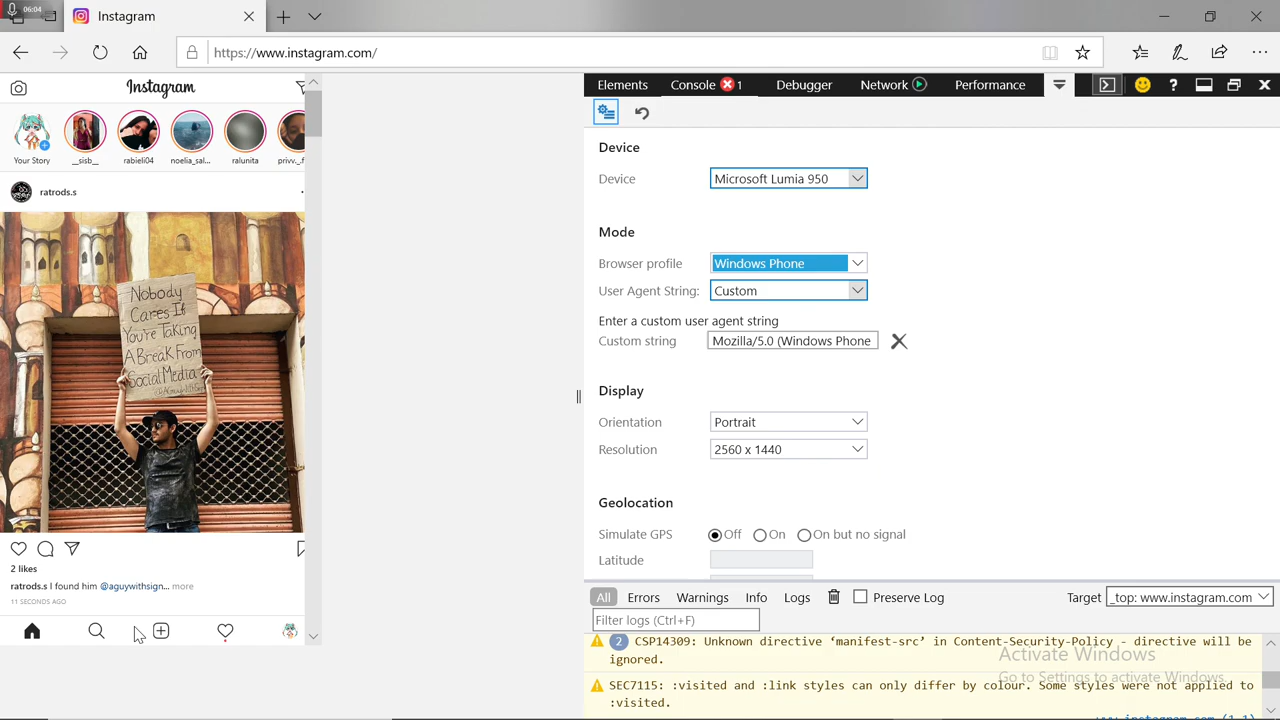 06:04
Instagram
https://www.instagram.com/
Instagram
Your Story
__sisb__
rabieli04
noelia_sal...
ralunita
privv._.f
ratrods.s
Nobody
Cares If
You're Taking
A Break From
Social Media
2 likes
ratrods.s I found him @aguywithsign... more
11 SECONDS AGO
Elements
Console
1
Debugger
Network
Performance
?
Device
Device
Microsoft Lumia 950
Mode
Browser profile
Windows Phone
User Agent String:
Custom
Enter a custom user agent string
Custom string
Mozilla/5.0 (Windows Phone
Display
Orientation
Portrait
Resolution
2560 x 1440
Geolocation
Simulate GPS
Off
On
On but no signal
Latitude
All
Errors
Warnings
Info
Logs
Preserve Log
Target
_top: www.instagram.com
Filter logs (Ctrl+F)
2
CSP14309: Unknown directive ‘manifest-src’ in Content-Security-Policy - directive will be
ignored.
SEC7115: :visited and :link styles can only differ by colour. Some styles were not applied to
:visited.
www.instagram.com (1,1)
Activate Windows
Go to Settings to activate Windows.